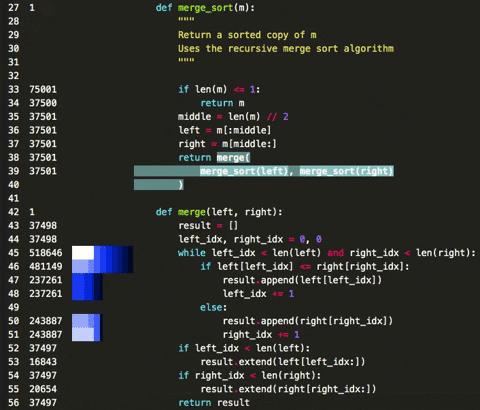 27 1 def merge_sort(m):
28 """
29 Return a sorted copy of m
30 Uses the recursive merge sort algorithm
31 """
32
33 75001 if len(m) <= 1:
34 37500 return m
35 37501 middle = len(m) // 2
36 37501 left = m[:middle]
37 37501 right = m[middle:]
38 37501 return merge(
39 37501 merge_sort(left), merge_sort(right)
40 )
41
42 1 def merge(left, right):
43 37498 result = []
44 37498 left_idx, right_idx = 0, 0
45 518646 while left_idx < len(left) and right_idx < len(right):
46 481149 if left[left_idx] <= right[right_idx]:
47 237261 result.append(left[left_idx])
48 237261 left_idx += 1
49 else:
50 243887 result.append(right[right_idx])
51 243887 right_idx += 1
52 37497 if left_idx < len(left):
53 16843 result.extend(left[left_idx:])
54 37497 if right_idx < len(right):
55 20654 result.extend(right[right_idx:])
56 37497 return result